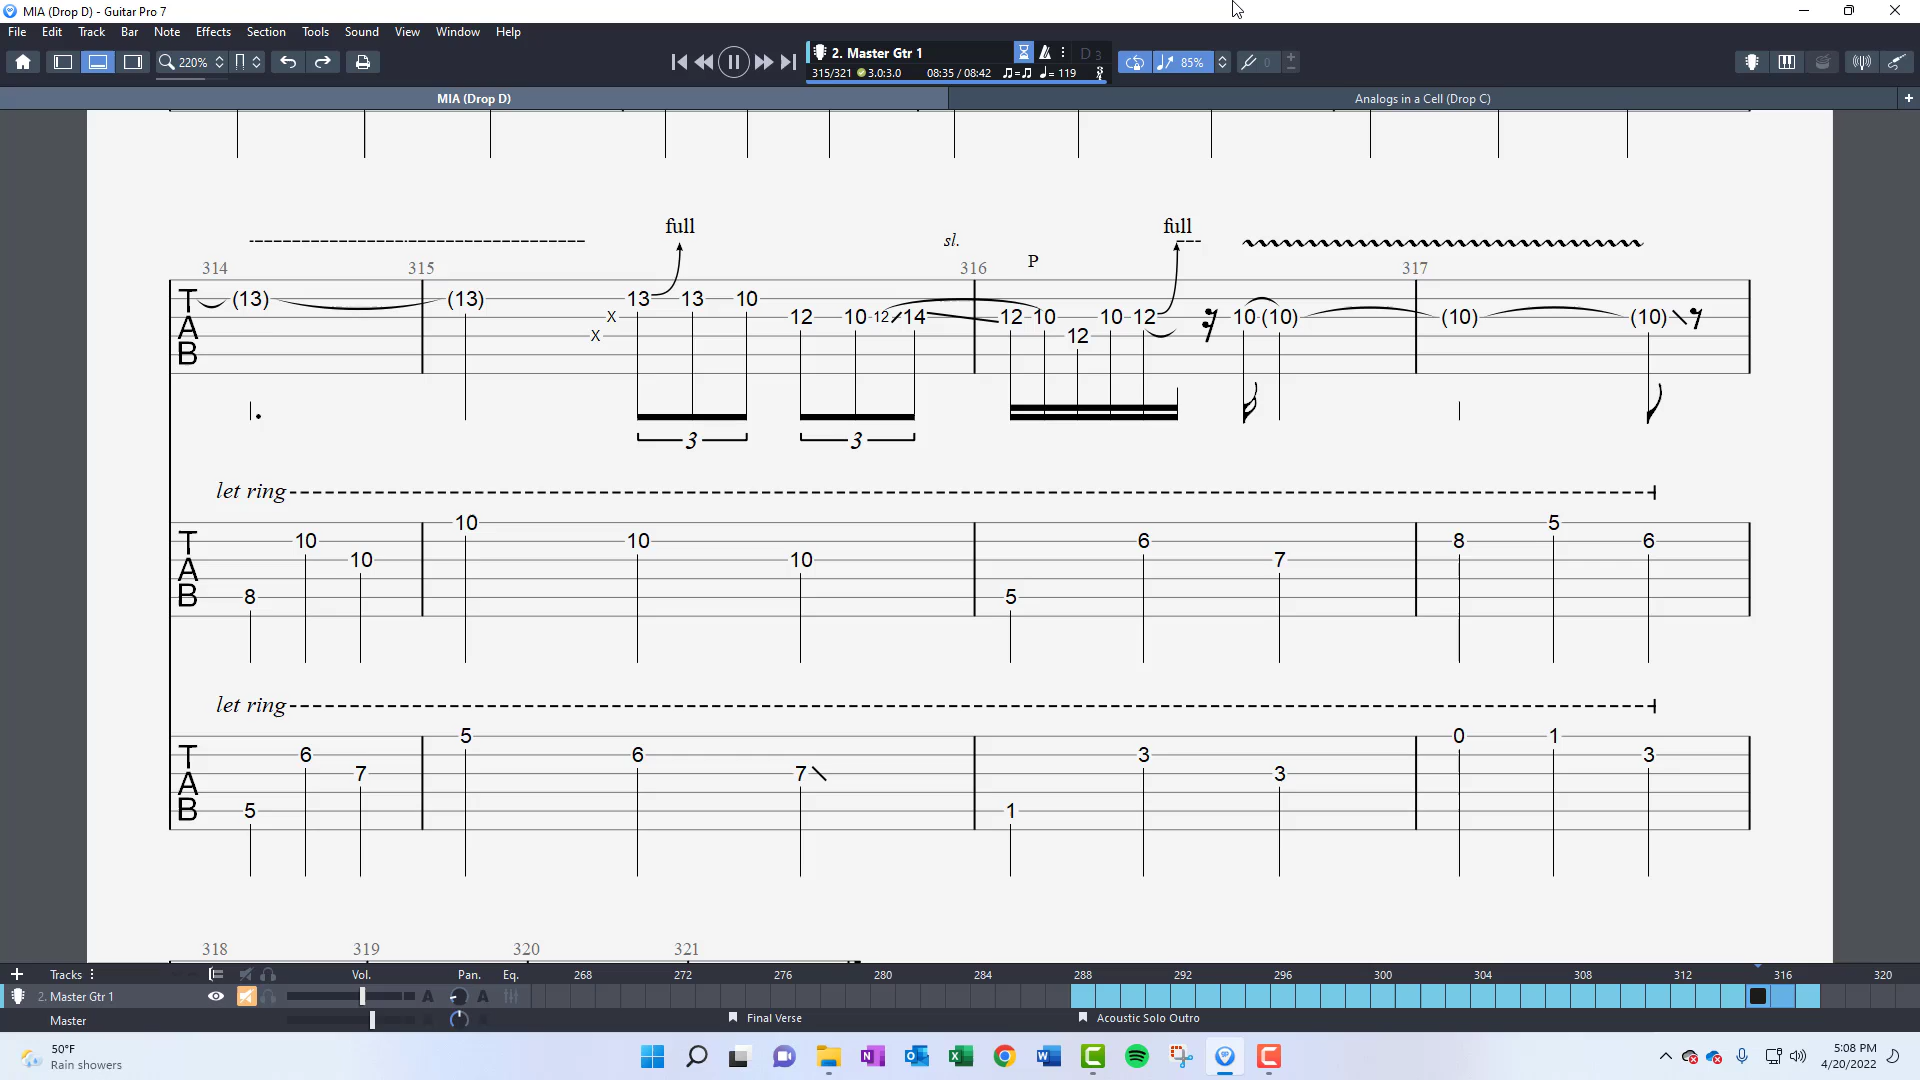 MIA (Drop D) - Guitar Pro 7
File Edit Track Bar Note Effects Section Tools Sound View Window Help
220% 2. Master Gtr 1 D 3 85% 0
315/321 3.0:3.0 08:35 / 08:42 = 119
MIA (Drop D) Analogs in a Cell (Drop C)
full full
sl.
314 315 316 P 317
T (13) (13) 13 13 10
A X 12 10 12 14 12 10 10 12 10 (10) (10) (10)
X 12
B
3 3
let ring
10 5
T 10 10 6 8 6
A 10 10 7
B 8 5
let ring
5 0 1
T 6 6 3 3
A 7 7 3
B 5 1
318 319 320 321
Tracks Vol. Pan. Eq. 268 272 276 280 284 288 292 296 300 304 308 312 316 320
2. Master Gtr 1 A A
Master Final Verse Acoustic Solo Outro
50°F
Rain showers
5:08 PM
4/20/2022